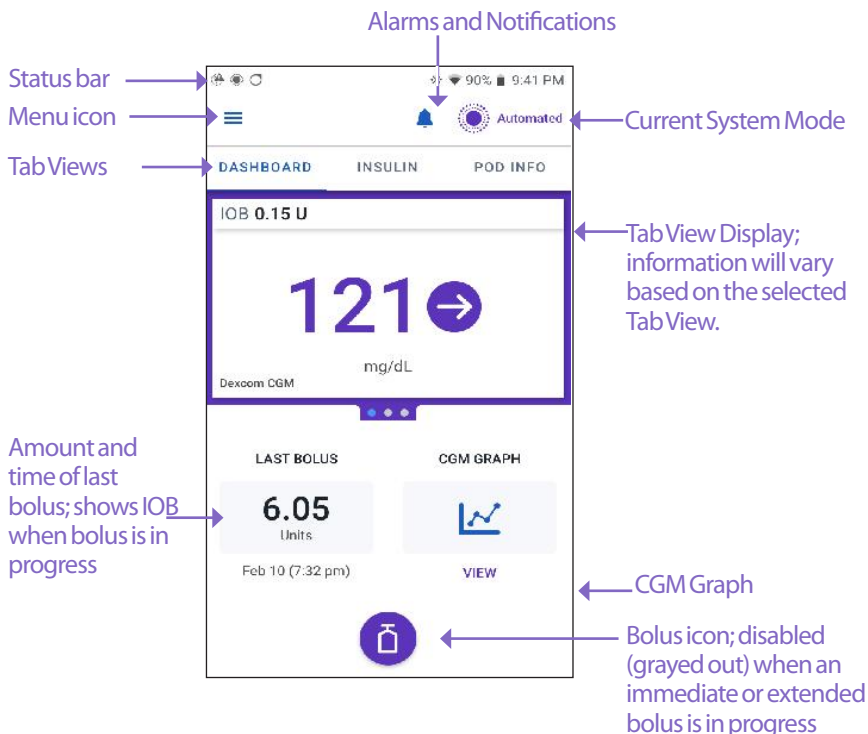 Alarms and Notifications
Status bar
90% 9:41 PM
Menu icon
Automated
Current System Mode
Tab Views
DASHBOARD INSULIN POD INFO
IOB 0.15 U
Tab View Display;
information will vary
based on the selected
Tab View.
121
mg/dL
Dexcom CGM
Amount and
time of last
bolus; shows IOB
when bolus is in
progress
LAST BOLUS
CGM GRAPH
6.05
Units
Feb 10 (7:32 pm)
VIEW
CGM Graph
Bolus icon; disabled
(grayed out) when an
immediate or extended
bolus is in progress